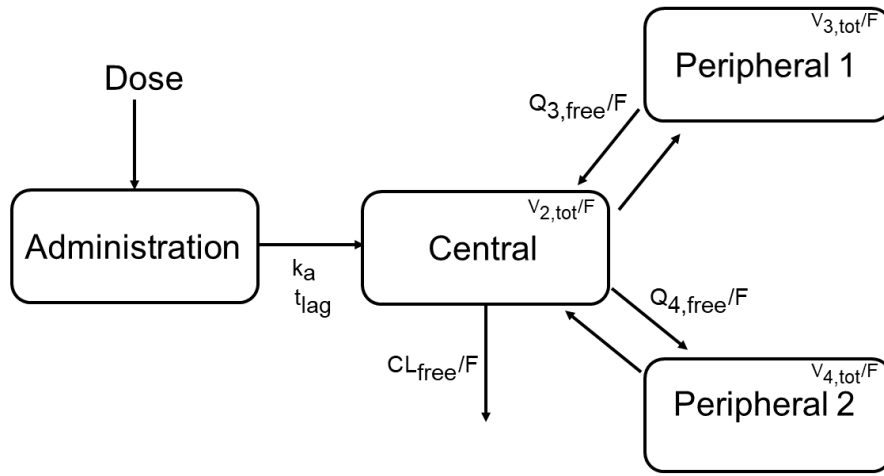 V3,tot/F
Peripheral 1
Dose
Q3,free/F
V2,tot/F
Administration
Central
ka
tlag
Q4,free/F
CLfree/F
V4,tot/F
Peripheral 2